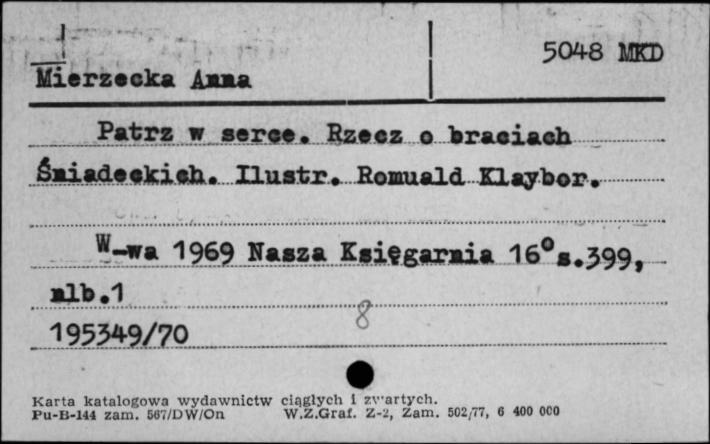 5048 MKD
Mierzecka Anna
Patrz w serce. Rzecz o braciach
Śniadeckich. Ilustr. Romuald Klaybor.
W-wa 1969 Nasza Księgarnia 16° s.399,
nlb.1
8
195349/70
Karta katalogowa wydawnictw ciągłych i zwartych.
Pu-B-144 zam. 567/DW/On W.Z.Graf. Z-2, Zam. 502/77, 6 400 000